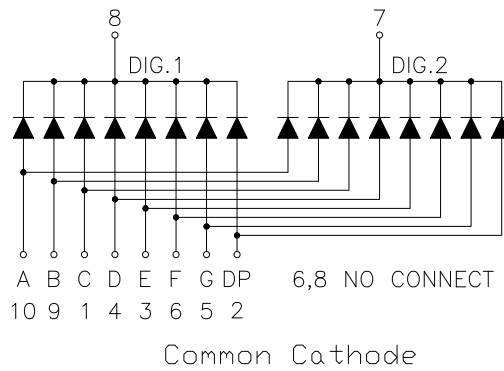 8 7
DIG.1 DIG.2
A B C D E F G DP 6,8 NO CONNECT
10 9 1 4 3 6 5 2
Common Cathode